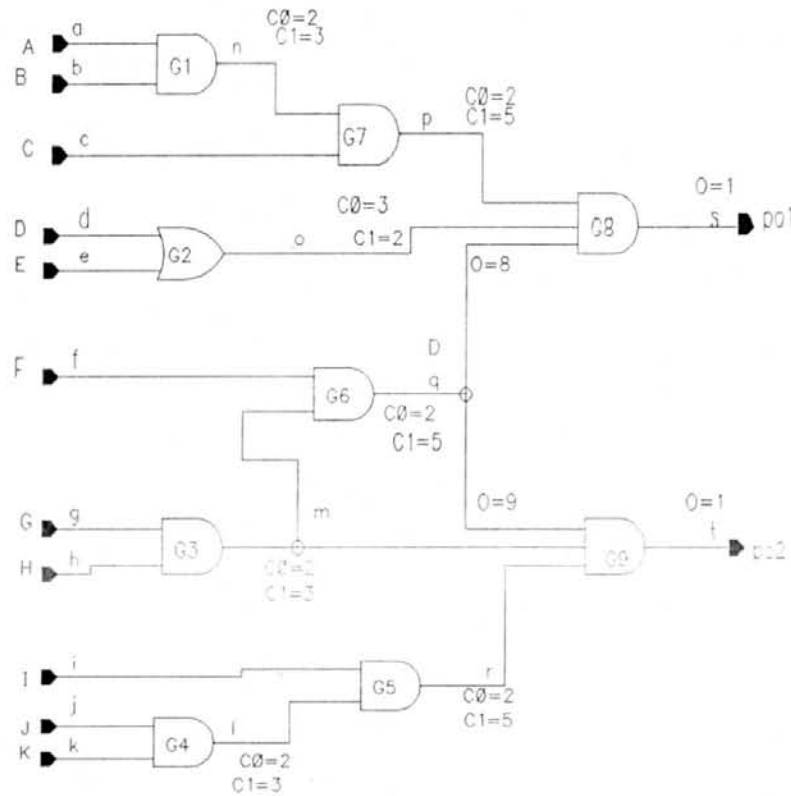 CØ=2
C1=3
A a
B b
G1
n
C c
G7
p
CØ=2
C1=5
D d
E e
G2
o
CØ=3
C1=2
G8
O=1
s
po1
O=8
F f
G6
D
q
CØ=2
C1=5
m
G g
H h
G3
CØ=2
C1=3
O=9
G9
O=1
t
po2
I i
G5
r
CØ=2
C1=5
J j
K k
G4
l
CØ=2
C1=3